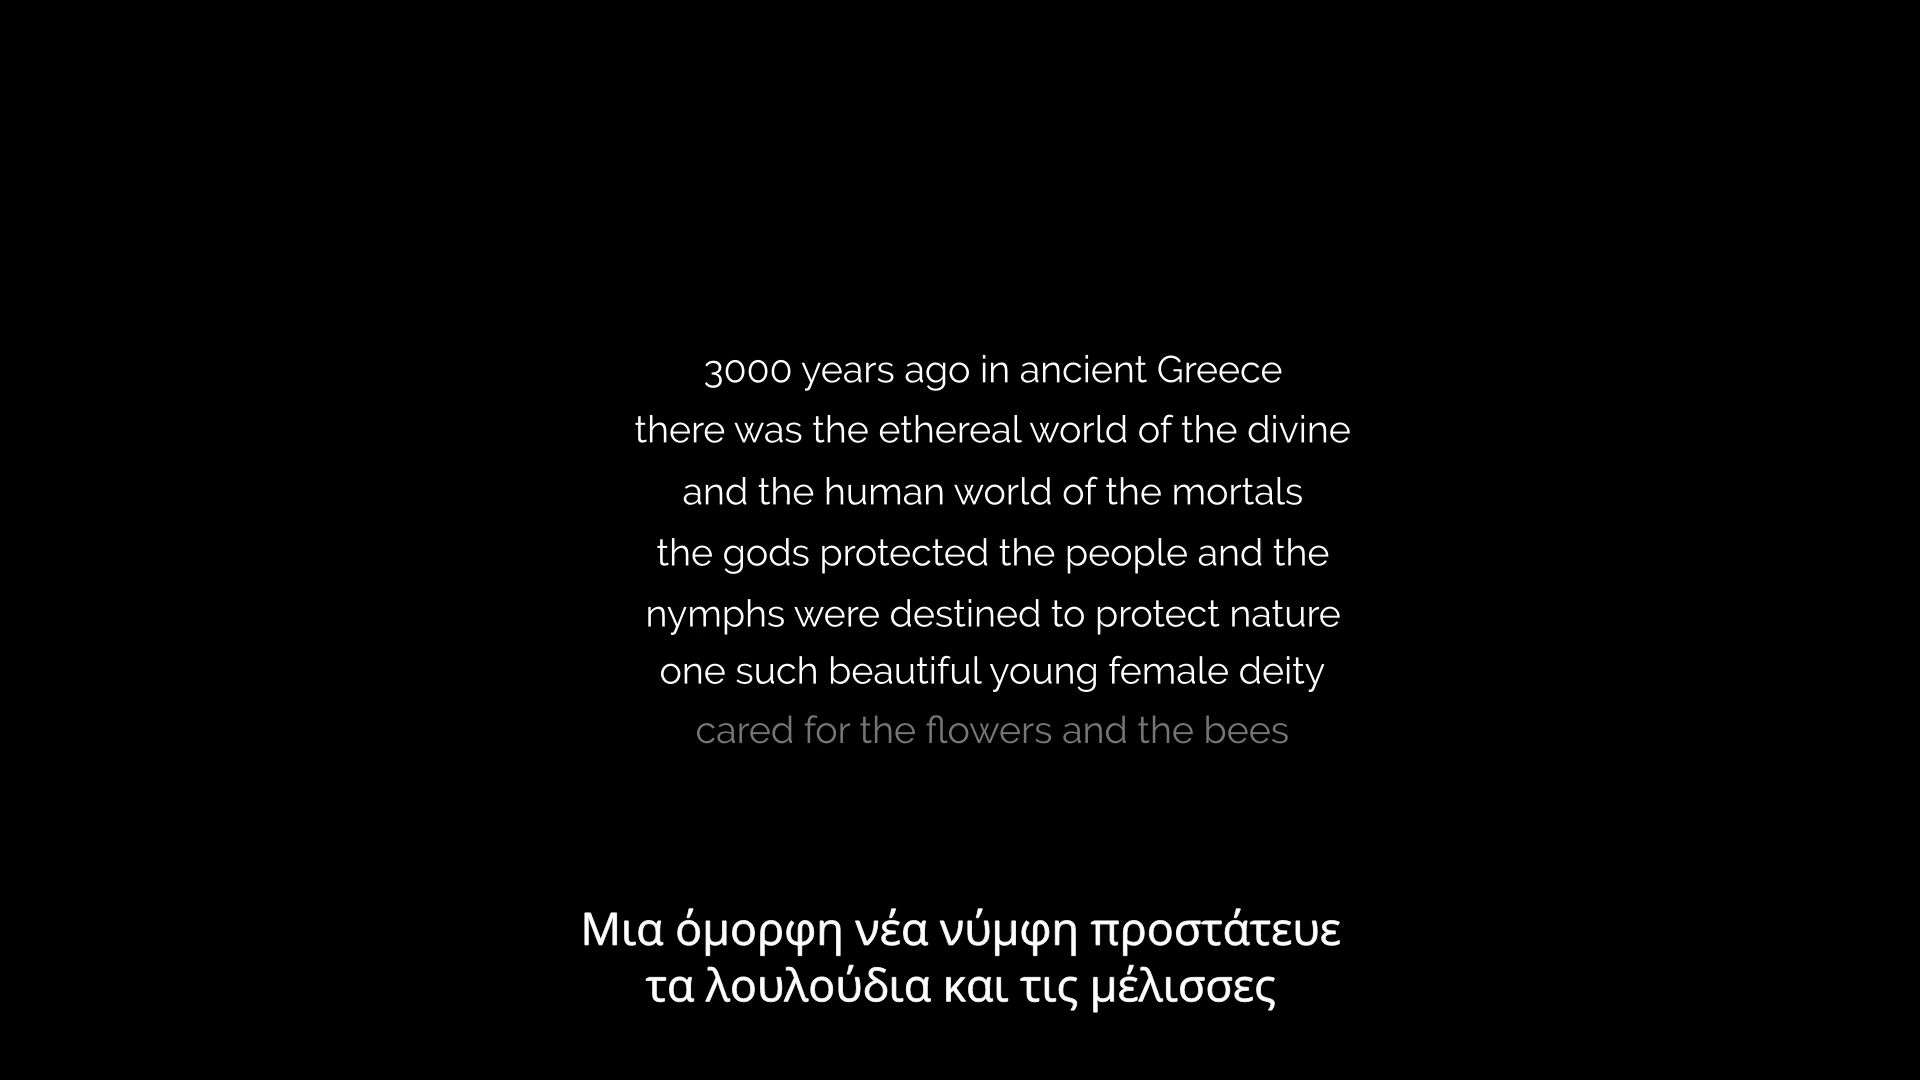 3000 years ago in ancient Greece
there was the ethereal world of the divine
and the human world of the mortals
the gods protected the people and the
nymphs were destined to protect nature
one such beautiful young female deity
cared for the flowers and the bees
Μια όμορφη νέα νύμφη προστάτευε
τα λουλούδια και τις μέλισσες